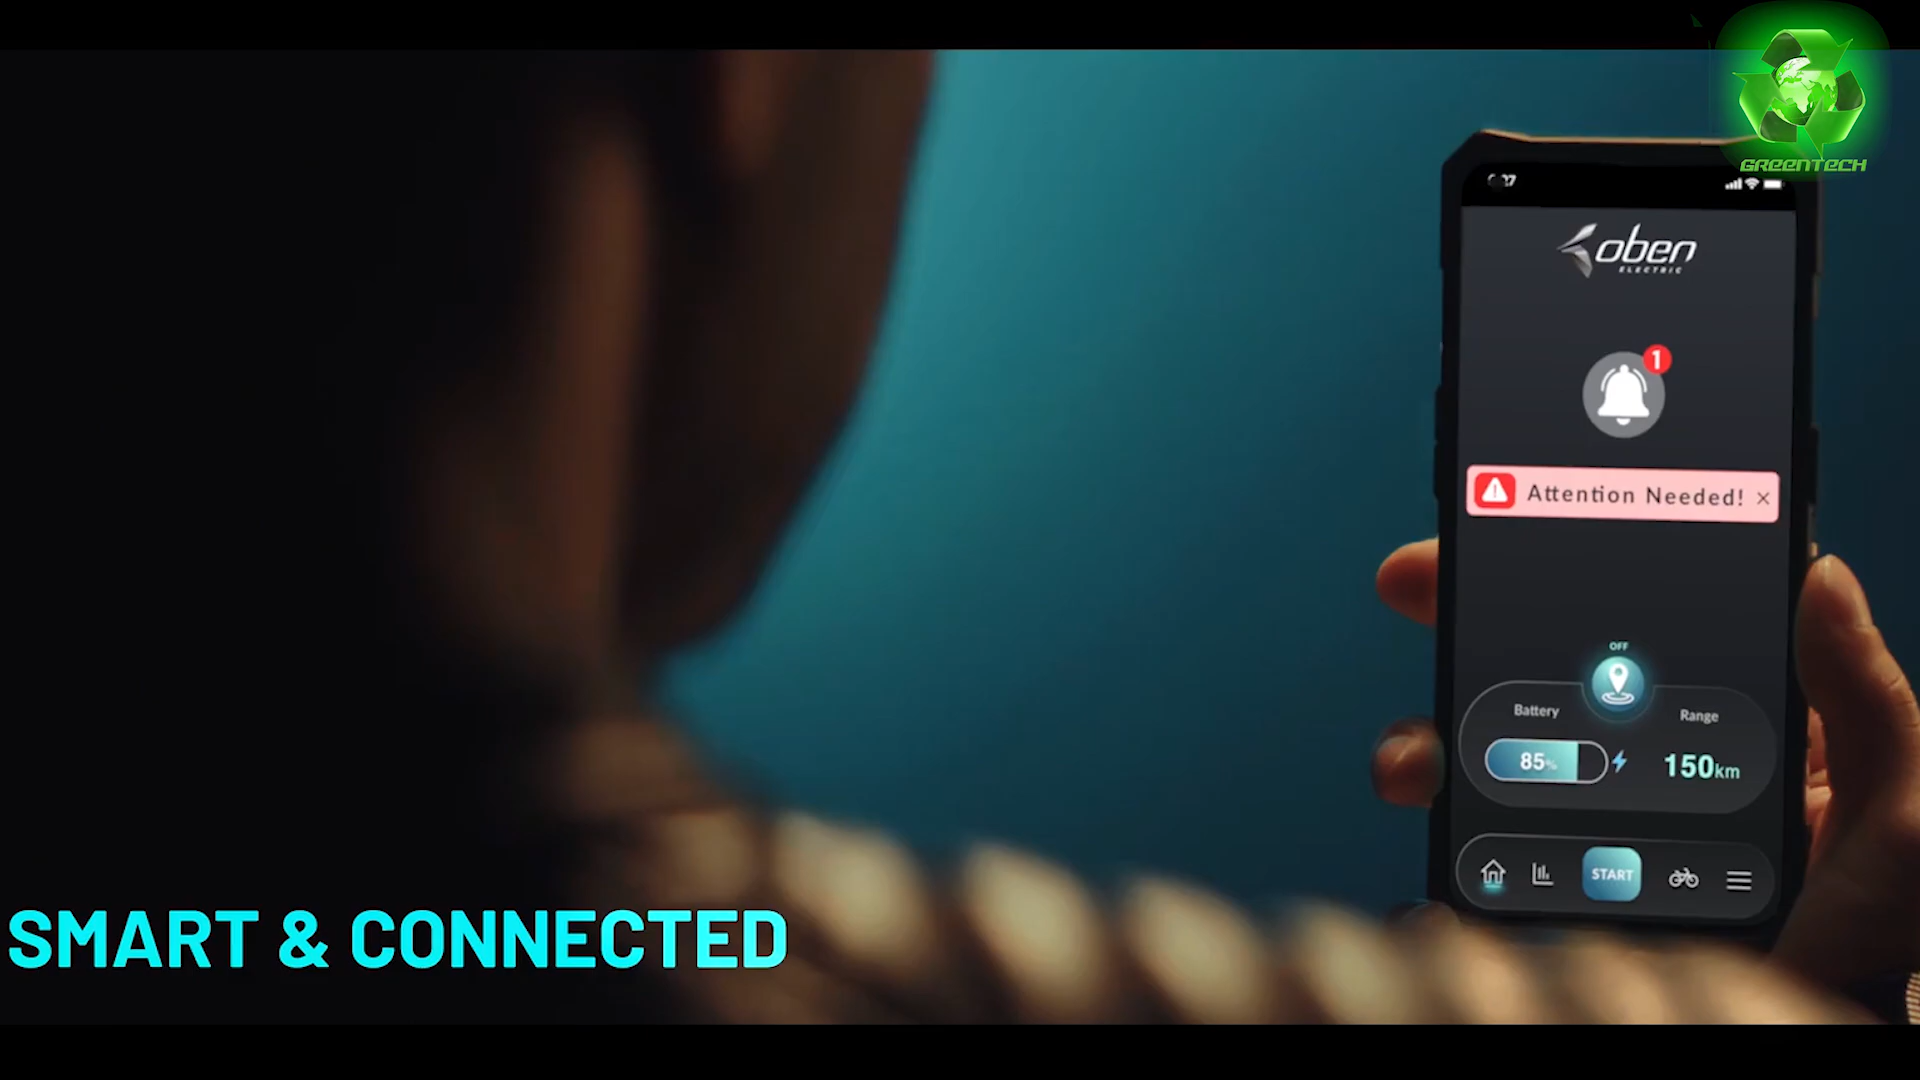 GREENTECH
oben
ELECTRIC
1
Attention Needed! ×
OFF
Battery
Range
85%
150km
START
SMART & CONNECTED